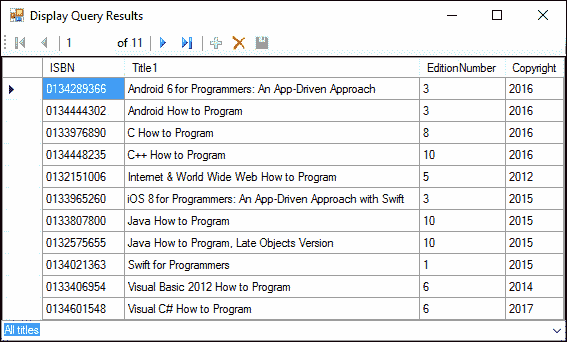 Display Query Results
1 of 11
ISBN Title1 EditionNumber Copyright
0134289366 Android 6 for Programmers: An App-Driven Approach 3 2016
0134444302 Android How to Program 3 2016
0133976890 C How to Program 8 2016
0134448235 C++ How to Program 10 2016
0132151006 Internet & World Wide Web How to Program 5 2012
0133965260 iOS 8 for Programmers: An App-Driven Approach with Swift 3 2015
0133807800 Java How to Program 10 2015
0132575655 Java How to Program, Late Objects Version 10 2015
0134021363 Swift for Programmers 1 2015
0133406954 Visual Basic 2012 How to Program 6 2014
0134601548 Visual C# How to Program 6 2017
All titles